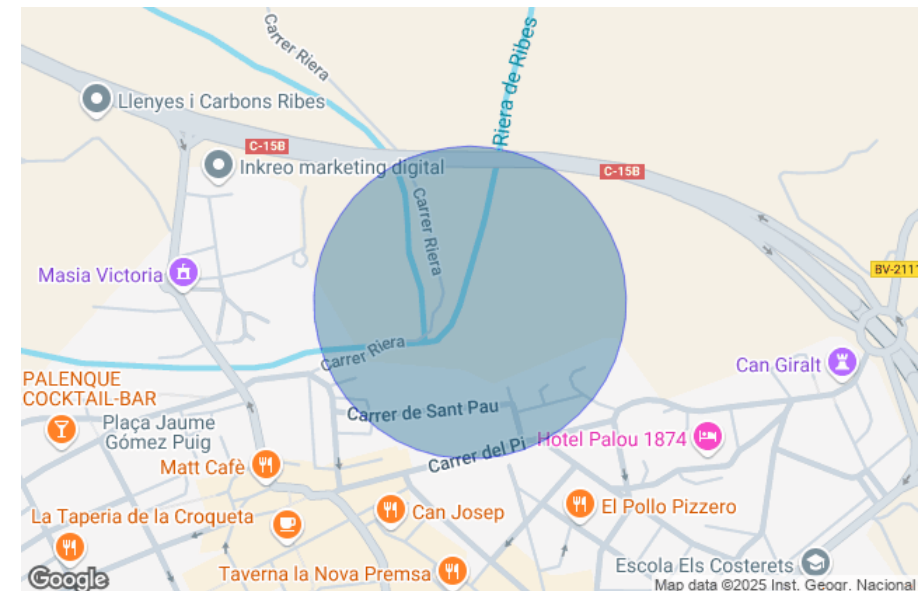 Carrer Riera
Riera de Ribes
Llenyes i Carbons Ribes
C-15B
Inkreo marketing digital
C-15B
Carrer Riera
Masia Victoria
BV-2111
Carrer Riera
Can Giralt
PALENQUE
COCKTAIL-BAR
Carrer de Sant Pau
Plaça Jaume
Gómez Puig
Hotel Palou 1874
Carrer del Pi
Matt Cafè
El Pollo Pizzero
Can Josep
La Taperia de la Croqueta
Escola Els Costerets
Taverna la Nova Premsa
Google
Map data ©2025 Inst. Geogr. Nacional